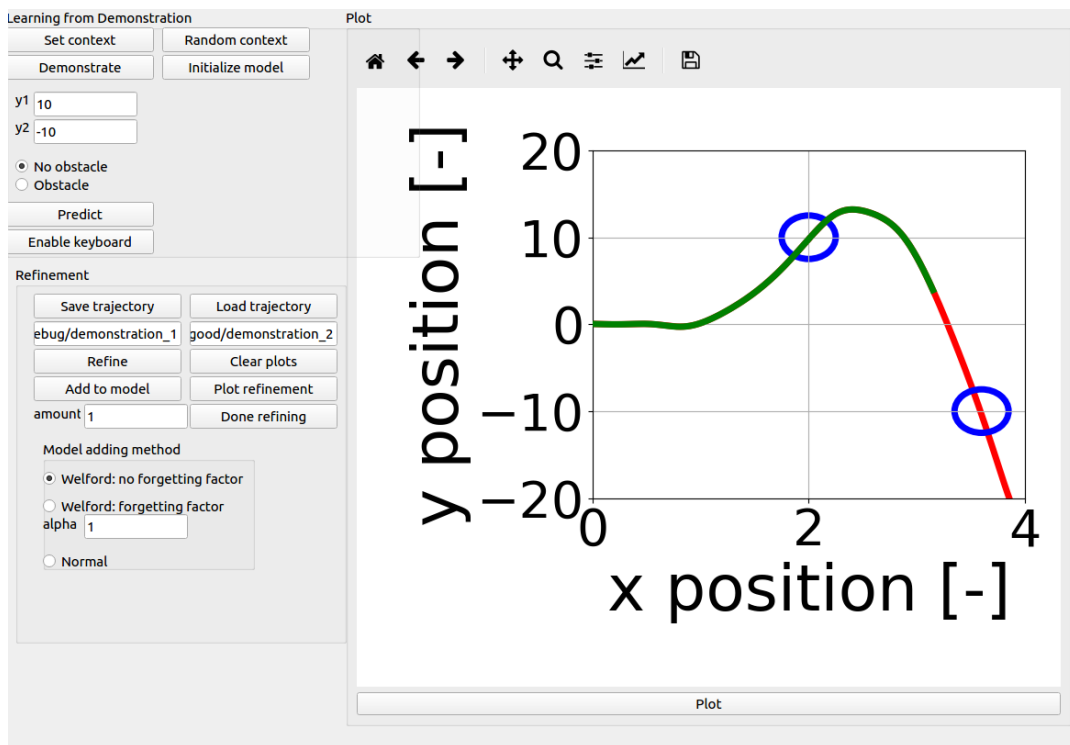 Learning from Demonstration
Set context
Random context
Demonstrate
Initialize model
y1 10
y2 -10
No obstacle
Obstacle
Predict
Enable keyboard
Refinement
Save trajectory
Load trajectory
ebug/demonstration_1
good/demonstration_2
Refine
Clear plots
Add to model
Plot refinement
amount 1
Done refining
Model adding method
Welford: no forgetting factor
Welford: forgetting factor
alpha 1
Normal
Plot
y position [-]
20
10
0
−10
−20
0 2 4
x position [-]
Plot